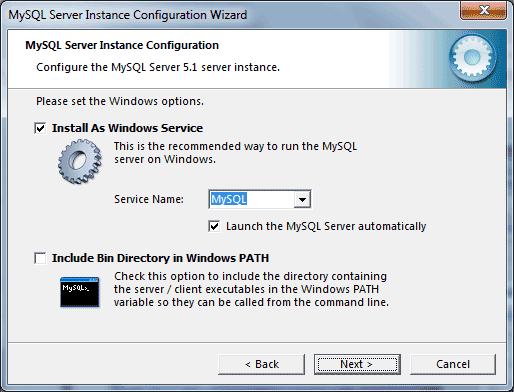 MySQL Server Instance Configuration Wizard
MySQL Server Instance Configuration
Configure the MySQL Server 5.1 server instance.
Please set the Windows options.
Install As Windows Service
This is the recommended way to run the MySQL
server on Windows.
Service Name:
MySQL
Launch the MySQL Server automatically
Include Bin Directory in Windows PATH
MySQL>_
Check this option to include the directory containing
the server / client executables in the Windows PATH
variable so they can be called from the command line.
< Back
Next >
Cancel